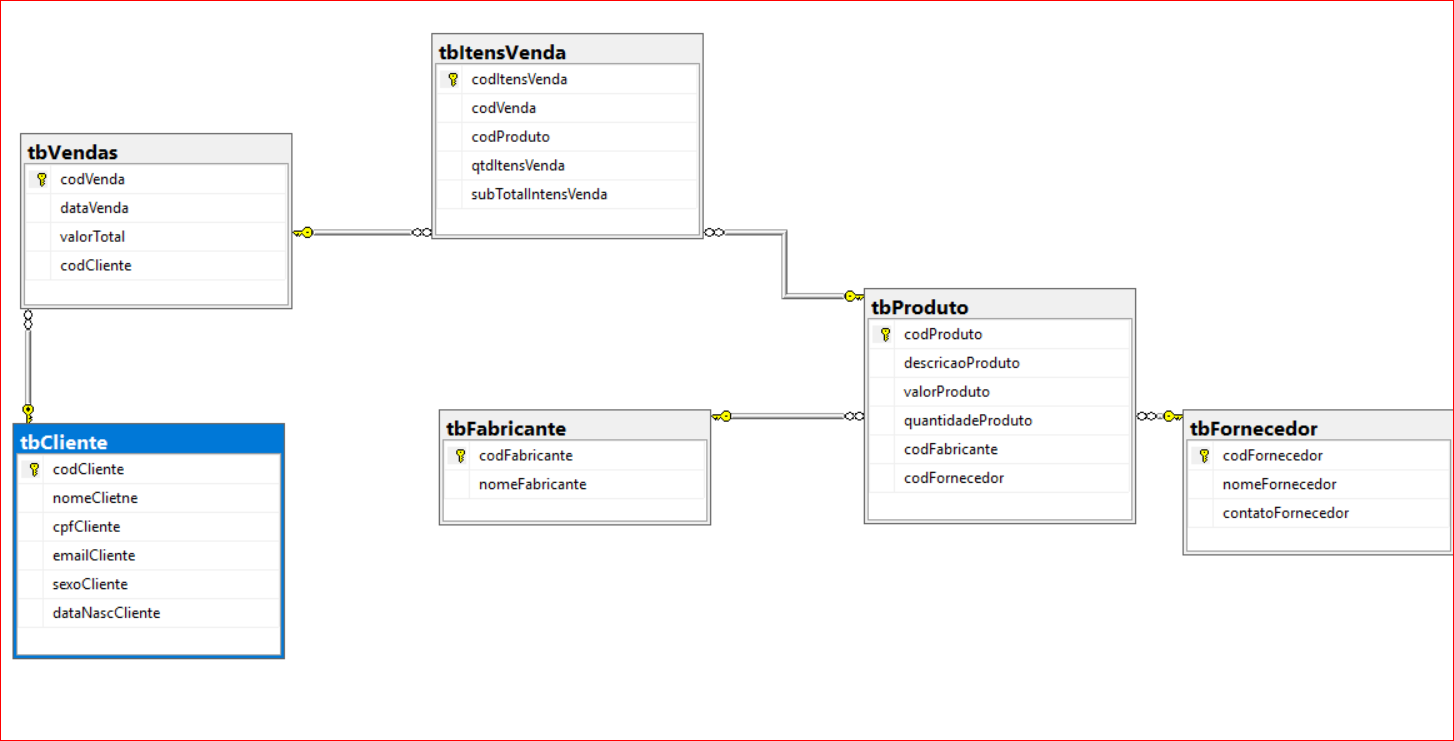 tbItensVenda
codItensVenda
codVenda
codProduto
qtdItensVenda
subTotalIntensVenda
tbVendas
codVenda
dataVenda
valorTotal
codCliente
tbProduto
codProduto
descricaoProduto
valorProduto
quantidadeProduto
codFabricante
codFornecedor
tbCliente
codCliente
nomeClietne
cpfCliente
emailCliente
sexoCliente
dataNascCliente
tbFabricante
codFabricante
nomeFabricante
tbFornecedor
codFornecedor
nomeFornecedor
contatoFornecedor